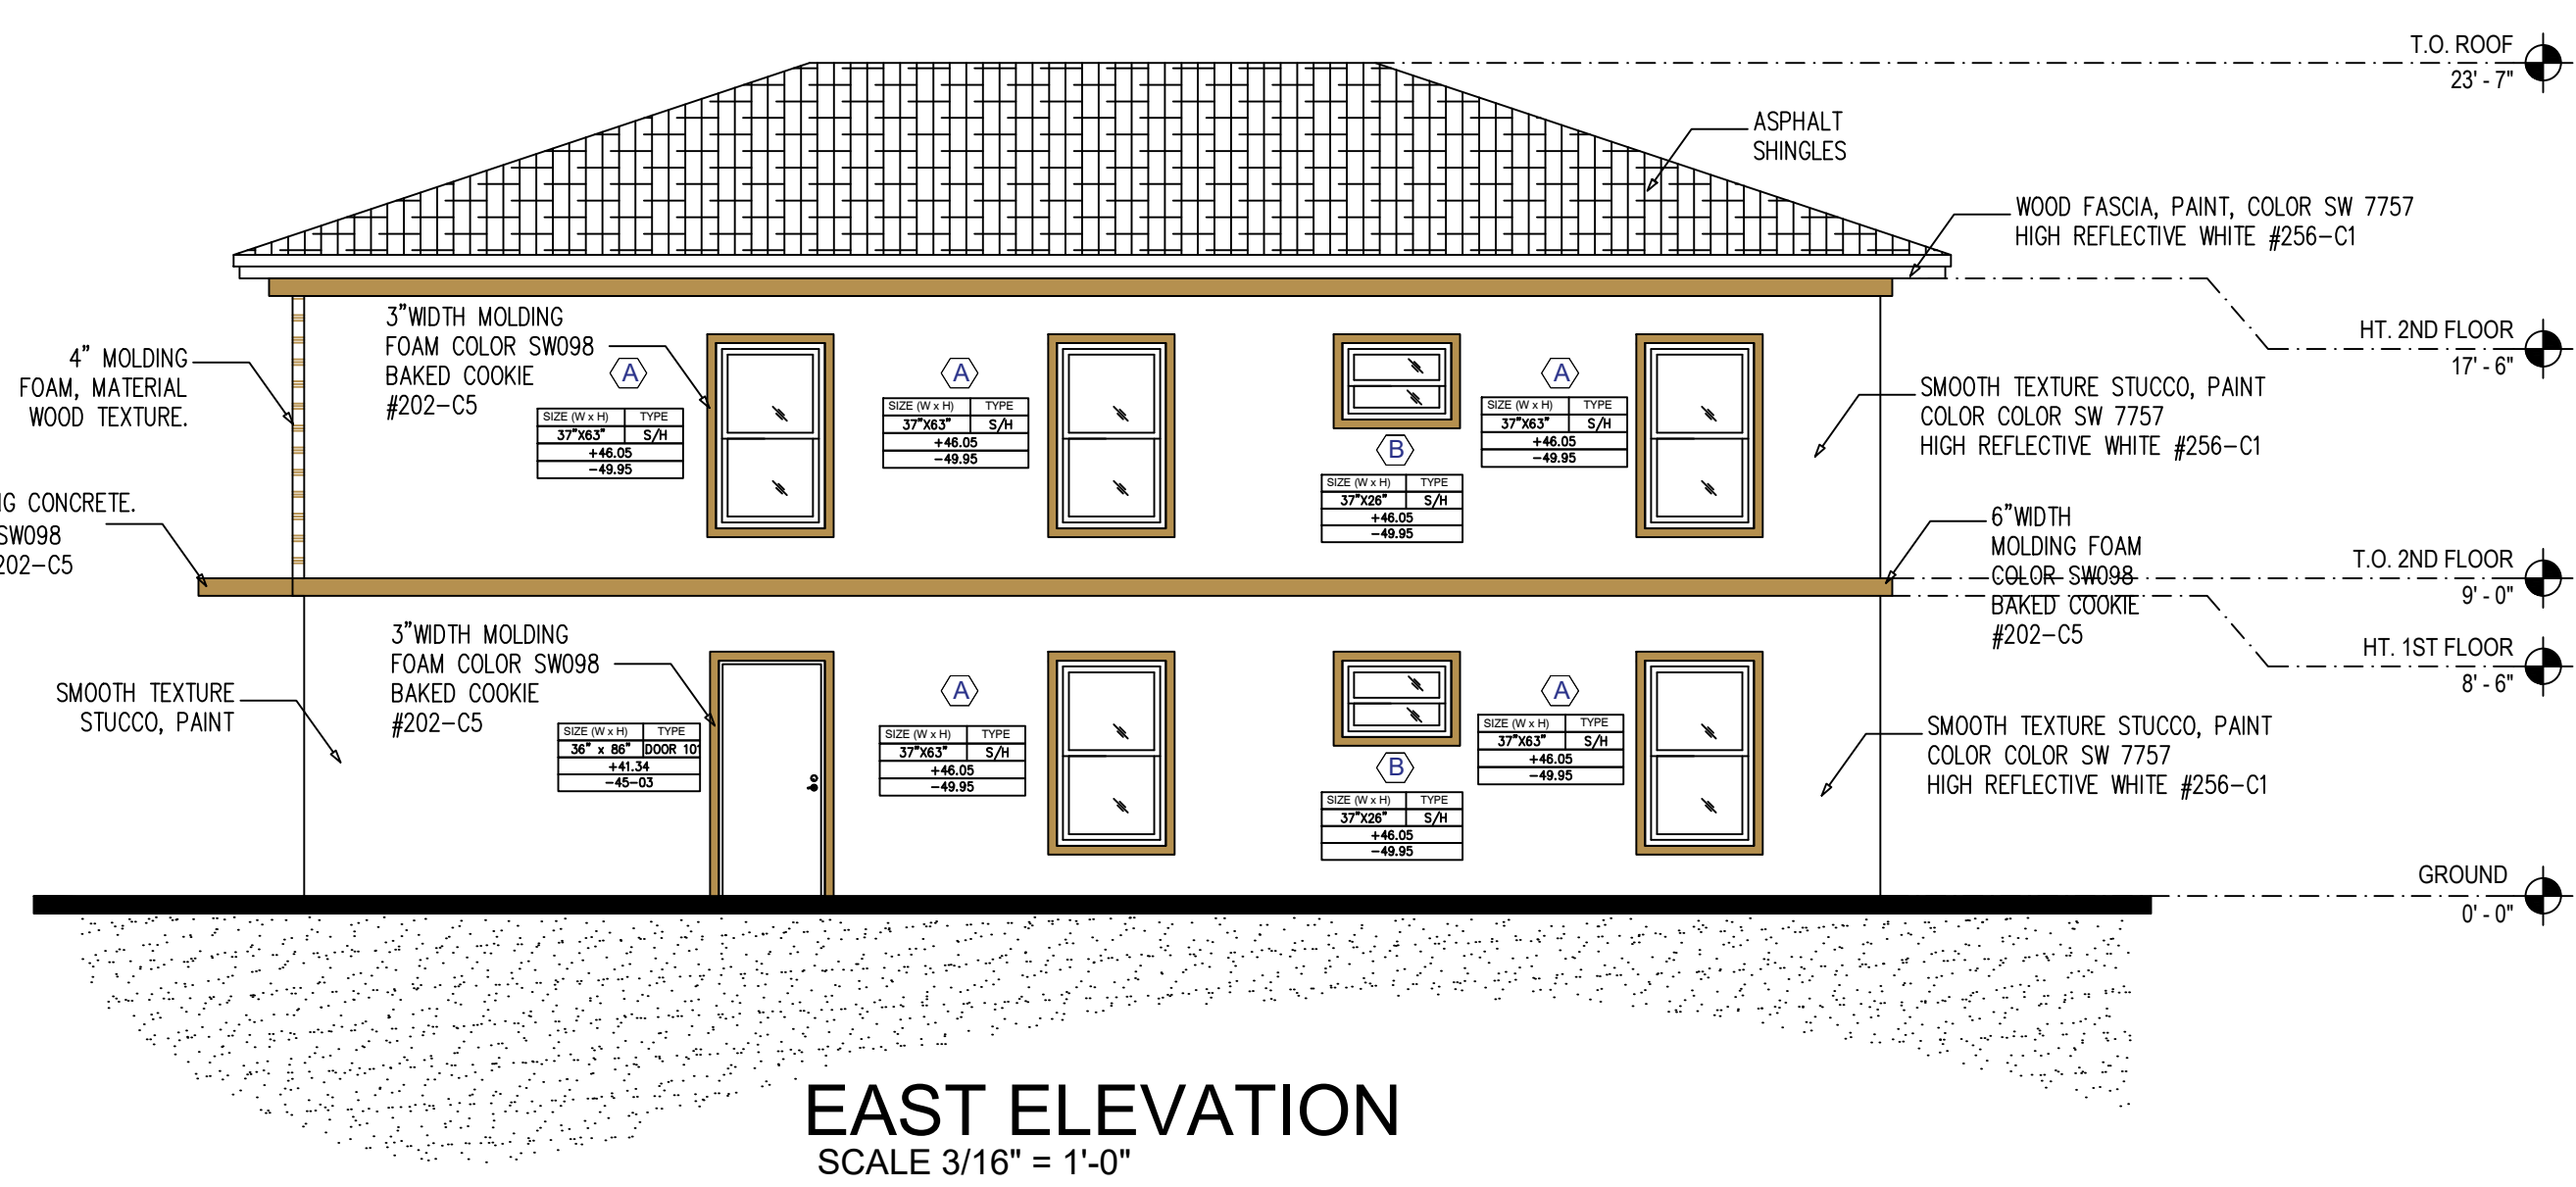 T.O. ROOF
23' - 7"
ASPHALT
SHINGLES
WOOD FASCIA, PAINT, COLOR SW 7757
HIGH REFLECTIVE WHITE #256-C1
HT. 2ND FLOOR
17' - 6"
4" MOLDING
FOAM, MATERIAL
WOOD TEXTURE.
3"WIDTH MOLDING
FOAM COLOR SW098
BAKED COOKIE
#202-C5
A
SIZE (W x H) TYPE
37"X63" S/H
+46.05
-49.95
A
SIZE (W x H) TYPE
37"X63" S/H
+46.05
-49.95
B
SIZE (W x H) TYPE
37"X26" S/H
+46.05
-49.95
A
SIZE (W x H) TYPE
37"X63" S/H
+46.05
-49.95
SMOOTH TEXTURE STUCCO, PAINT
COLOR COLOR SW 7757
HIGH REFLECTIVE WHITE #256-C1
CONCRETE.
SW098
202-C5
6"WIDTH
MOLDING FOAM
COLOR SW098
BAKED COOKIE
#202-C5
T.O. 2ND FLOOR
9' - 0"
HT. 1ST FLOOR
8' - 6"
SMOOTH TEXTURE
STUCCO, PAINT
3"WIDTH MOLDING
FOAM COLOR SW098
BAKED COOKIE
#202-C5
SIZE (W x H) TYPE
36" x 86" DOOR 101
+41.34
-45-03
A
SIZE (W x H) TYPE
37"X63" S/H
+46.05
-49.95
B
SIZE (W x H) TYPE
37"X26" S/H
+46.05
-49.95
A
SIZE (W x H) TYPE
37"X63" S/H
+46.05
-49.95
SMOOTH TEXTURE STUCCO, PAINT
COLOR COLOR SW 7757
HIGH REFLECTIVE WHITE #256-C1
GROUND
0' - 0"
EAST ELEVATION
SCALE 3/16" = 1'-0"